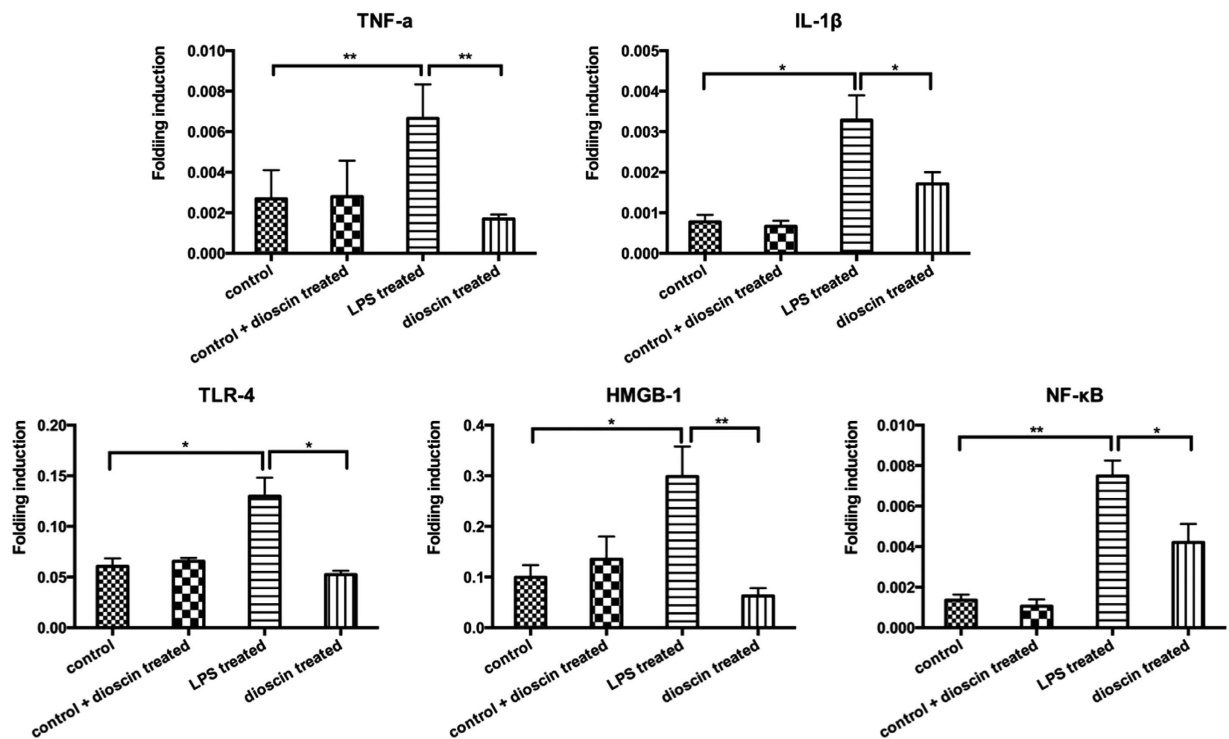 TNF-a
Foldiing induction
0.010
0.008
0.006
0.004
0.002
0.000
**
**
control
control + dioscin treated
LPS treated
dioscin treated
IL-1β
Foldiing induction
0.005
0.004
0.003
0.002
0.001
0.000
*
*
control
control + dioscin treated
LPS treated
dioscin treated
TLR-4
Foldiing induction
0.20
0.15
0.10
0.05
0.00
*
*
control
control + dioscin treated
LPS treated
dioscin treated
HMGB-1
Foldiing induction
0.4
0.3
0.2
0.1
0.0
*
**
control
control + dioscin treated
LPS treated
dioscin treated
NF-κB
Foldiing induction
0.010
0.008
0.006
0.004
0.002
0.000
**
*
control
control + dioscin treated
LPS treated
dioscin treated